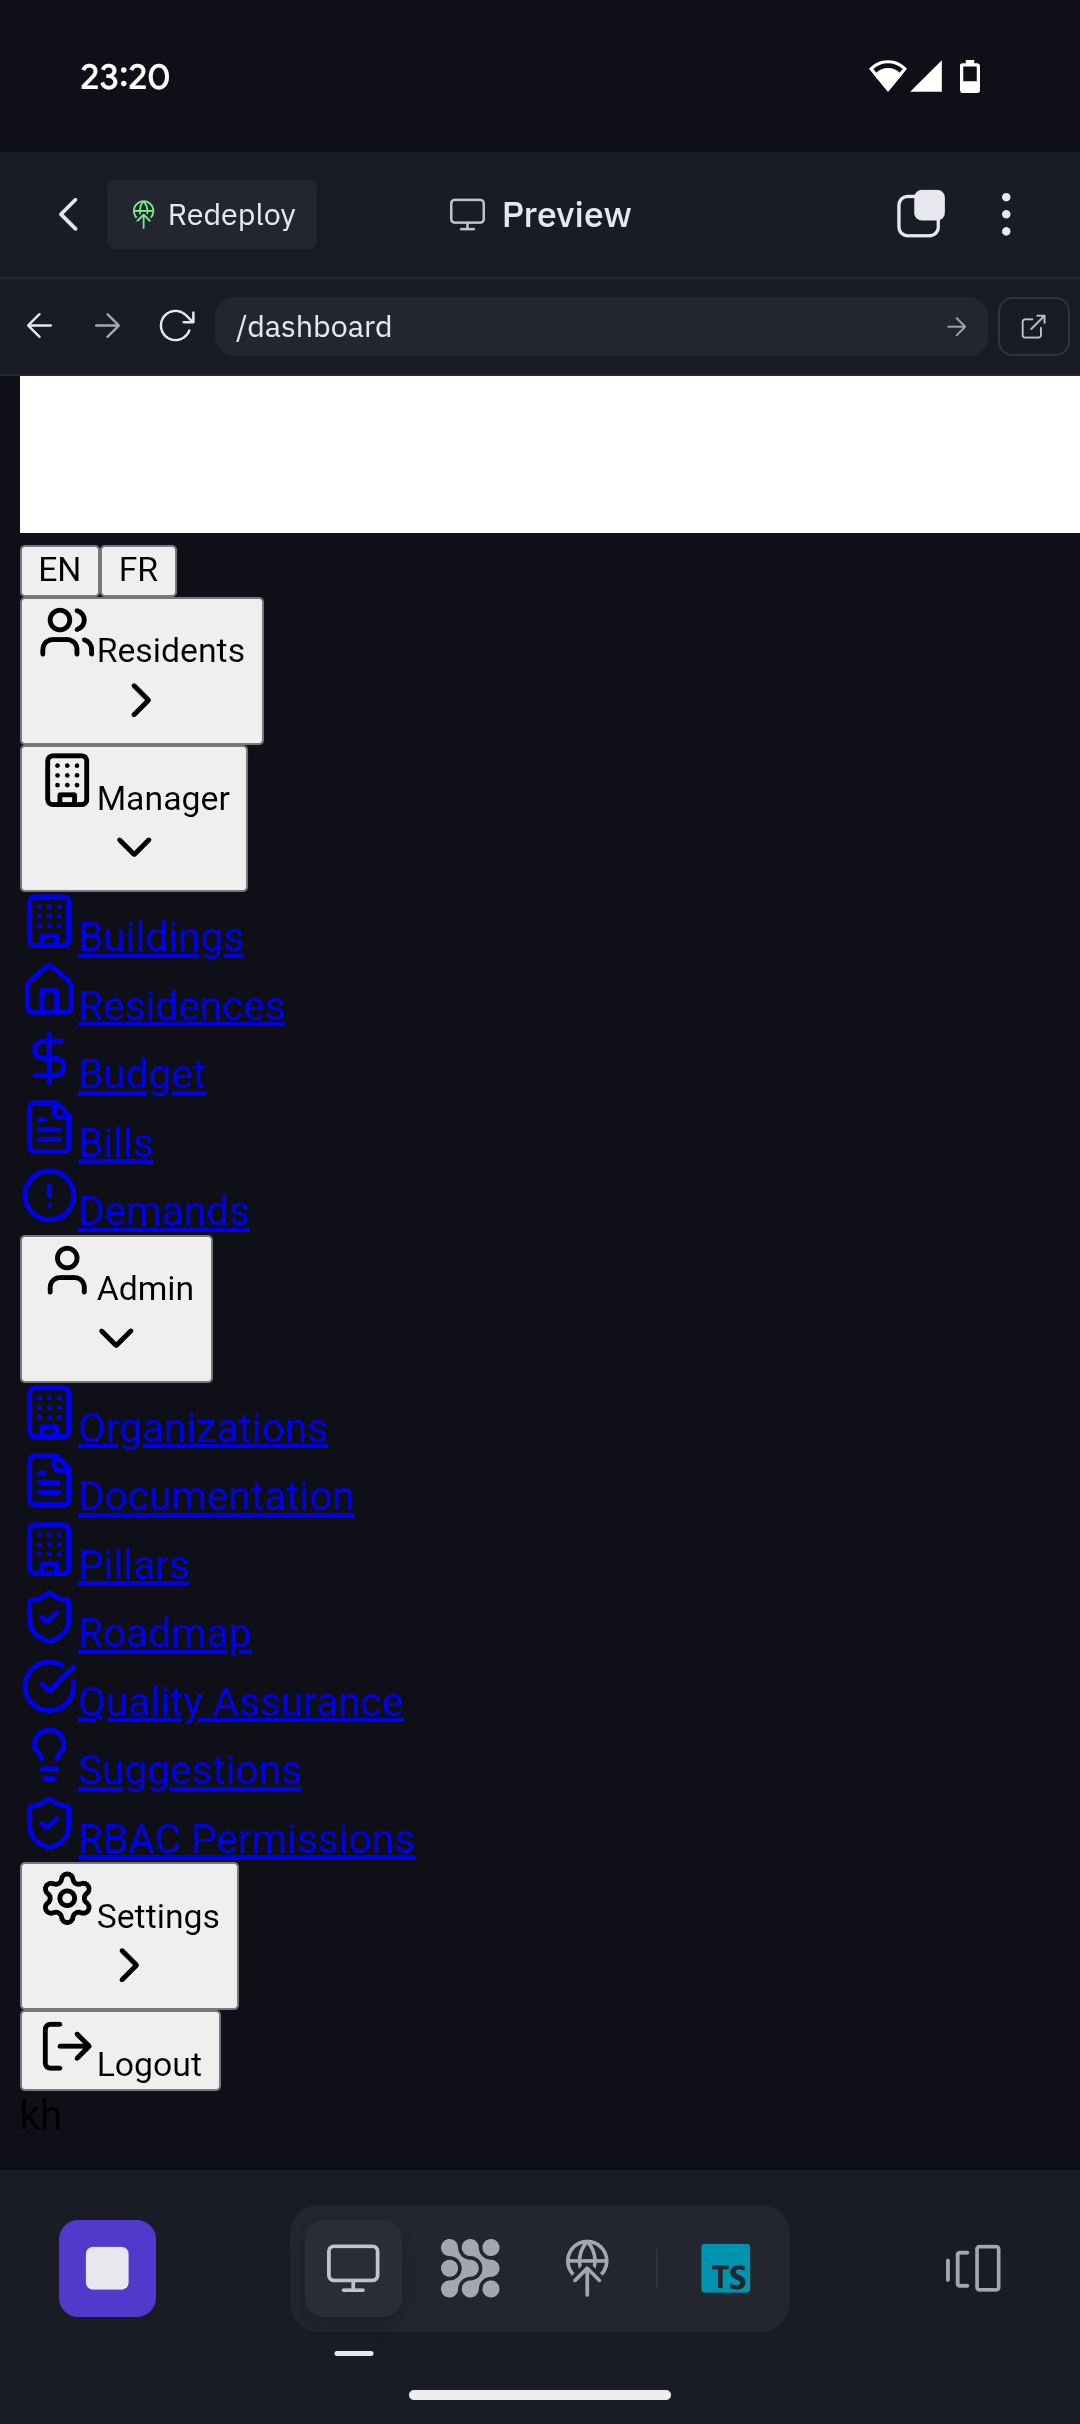 23:20
Redeploy
Preview
/dashboard
EN FR
Residents
Manager
Buildings
Residences
Budget
Bills
Demands
Admin
Organizations
Documentation
Pillars
Roadmap
Quality Assurance
Suggestions
RBAC Permissions
Settings
Logout
kh
TS